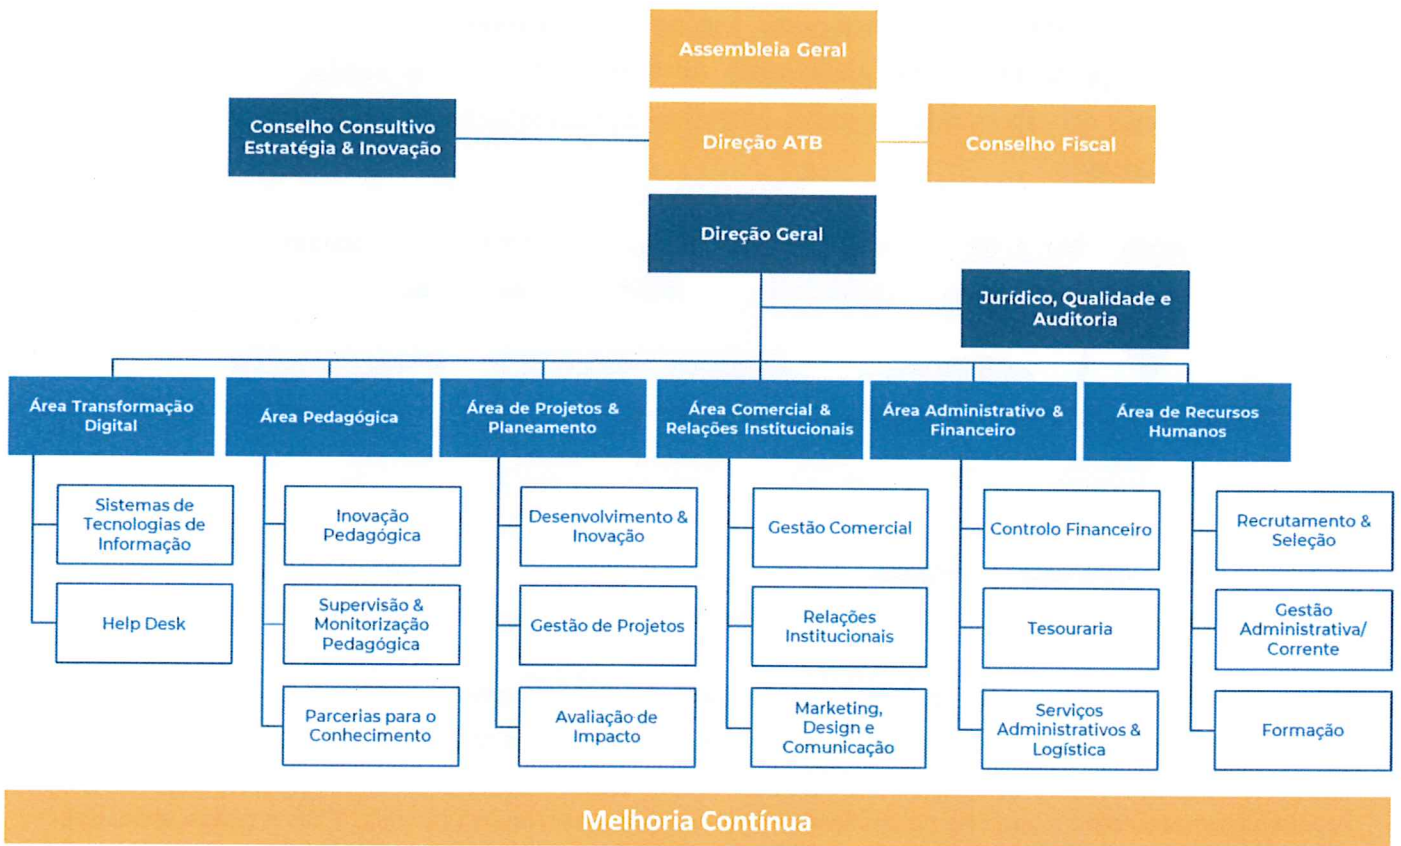 Assembleia Geral
Conselho Consultivo
Estratégia & Inovação
Direção ATB
Conselho Fiscal
Direção Geral
Jurídico, Qualidade e
Auditoria
Área Transformação
Digital
Área Pedagógica
Área de Projetos &
Planeamento
Área Comercial &
Relações Institucionais
Área Administrativo &
Financeiro
Área de Recursos
Humanos
Sistemas de
Tecnologias de
Informação
Help Desk
Inovação
Pedagógica
Supervisão &
Monitorização
Pedagógica
Parcerias para o
Conhecimento
Desenvolvimento &
Inovação
Gestão de Projetos
Avaliação de
Impacto
Gestão Comercial
Relações
Institucionais
Marketing,
Design e
Comunicação
Controlo Financeiro
Tesouraria
Serviços
Administrativos &
Logística
Recrutamento &
Seleção
Gestão
Administrativa/
Corrente
Formação
Melhoria Contínua